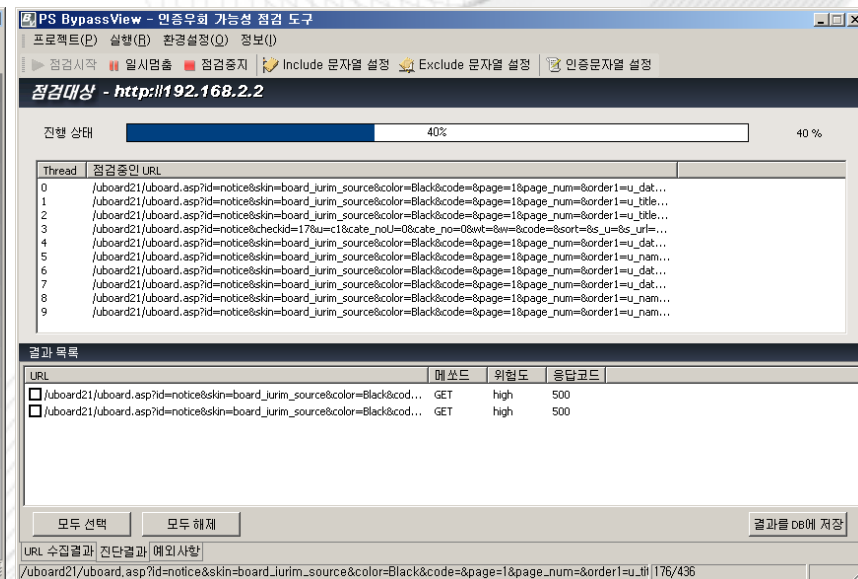 PS BypassView - 인증우회 가능성 점검 도구
프로젝트(P) 실행(R) 환경설정(O) 정보(I)
점검시작 일시멈춤 점검중지 Include 문자열 설정 Exclude 문자열 설정 인증문자열 설정
점검대상 - http://192.168.2.2
진행 상태 40% 40 %
Thread 점검중인 URL
0 /uboard21/uboard.asp?id=notice&skin=board_iurim_source&color=Black&code=&page=1&page_num=&order1=u_dat...
1 /uboard21/uboard.asp?id=notice&skin=board_iurim_source&color=Black&code=&page=1&page_num=&order1=u_title...
2 /uboard21/uboard.asp?id=notice&skin=board_iurim_source&color=Black&code=&page=1&page_num=&order1=u_title...
3 /uboard21/uboard.asp?id=notice&checkid=17&u=c1&cate_noU=0&cate_no=0&wt=&w=&code=&sort=&s_u=&s_url=...
4 /uboard21/uboard.asp?id=notice&skin=board_iurim_source&color=Black&code=&page=1&page_num=&order1=u_dat...
5 /uboard21/uboard.asp?id=notice&skin=board_iurim_source&color=Black&code=&page=1&page_num=&order1=u_nam...
6 /uboard21/uboard.asp?id=notice&skin=board_iurim_source&color=Black&code=&page=1&page_num=&order1=u_dat...
7 /uboard21/uboard.asp?id=notice&skin=board_iurim_source&color=Black&code=&page=1&page_num=&order1=u_dat...
8 /uboard21/uboard.asp?id=notice&skin=board_iurim_source&color=Black&code=&page=1&page_num=&order1=u_nam...
9 /uboard21/uboard.asp?id=notice&skin=board_iurim_source&color=Black&code=&page=1&page_num=&order1=u_nam...
결과 목록
URL 메쏘드 위험도 응답코드
/uboard21/uboard.asp?id=notice&skin=board_iurim_source&color=Black&cod... GET high 500
/uboard21/uboard.asp?id=notice&skin=board_iurim_source&color=Black&cod... GET high 500
모두 선택 모두 해제 결과를 DB에 저장
URL 수집결과 진단결과 예외사항
/uboard21/uboard.asp?id=notice&skin=board_iurim_source&color=Black&code=&page=1&page_num=&order1=u_tit 176/436